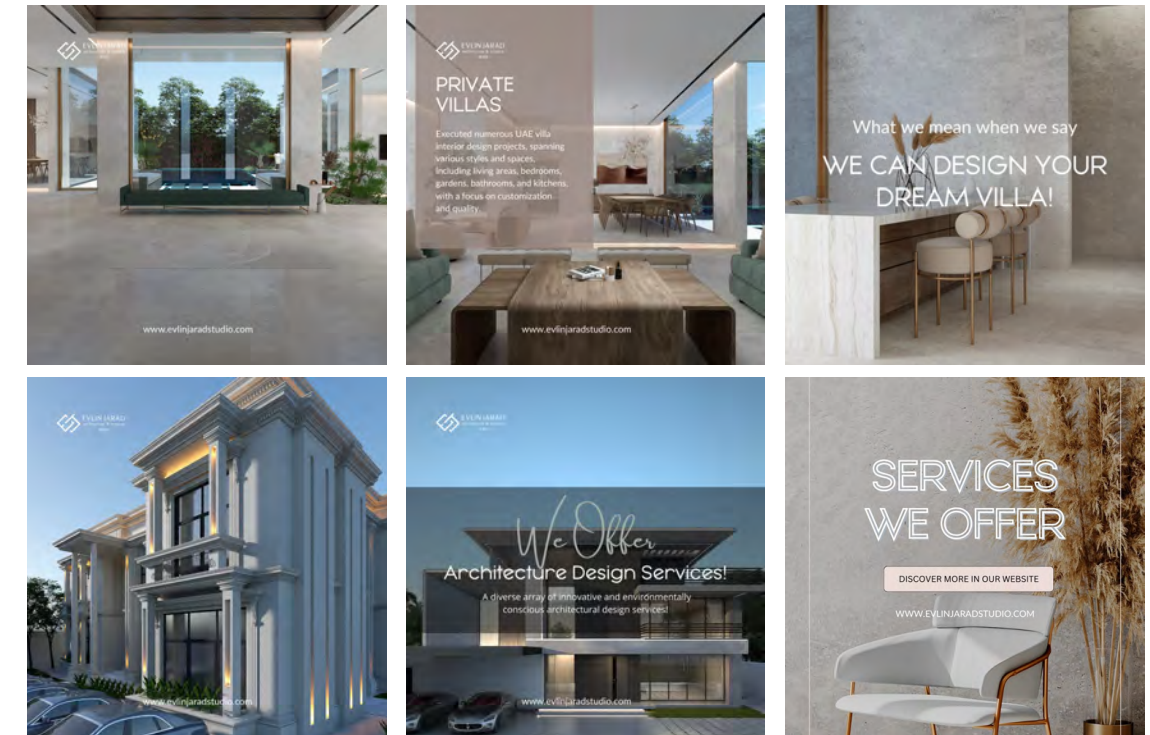 EVLINJARAD
www.evlinjaradstudio.com
EVLINJARAD
PRIVATE
VILLAS
Executed numerous UAE villa
interior design projects, spanning
various styles and spaces.
Including living areas, bedrooms,
gardens, bathrooms, and kitchens,
with a focus on customization
and quality.
www.evlinjaradstudio.com
What we mean when we say
WE CAN DESIGN YOUR
DREAM VILLA!
EVLINJARAD
www.evlinjaradstudio.com
EVLINJARAD
We Offer
Architecture Design Services!
A diverse array of innovative and environmentally
conscious architectural design services!
www.evlinjaradstudio.com
SERVICES
WE OFFER
DISCOVER MORE IN OUR WEBSITE
WWW.EVLINJARADSTUDIO.COM